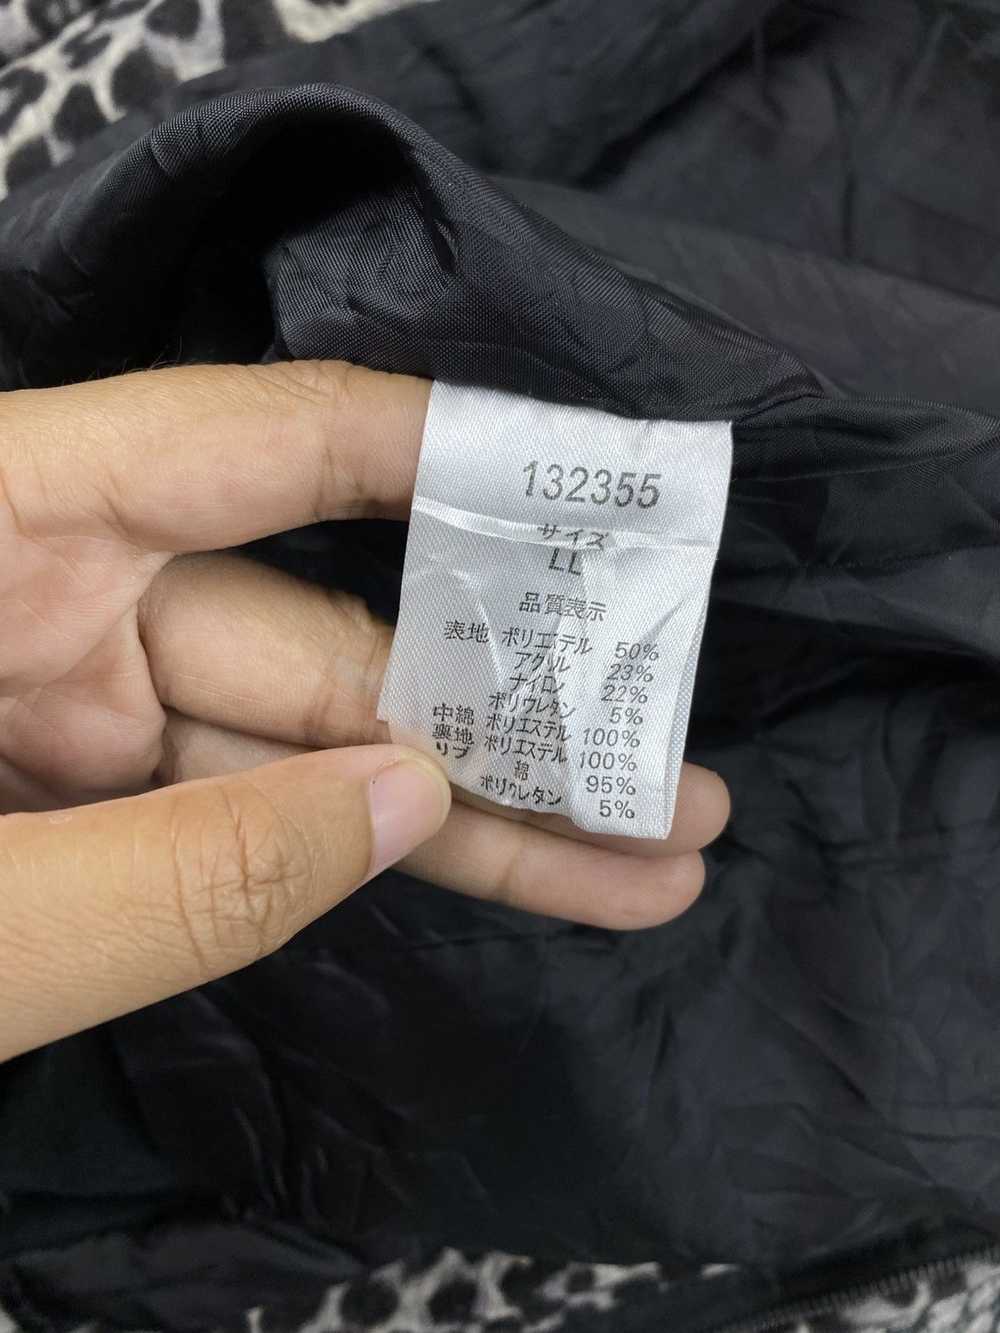 132355
サイズ
LL
品質表示
表地 ポリエステル 50%
アクリル 23%
ナイロン 22%
ポリウレタン 5%
中綿 ポリエステル 100%
裏地 ポリエステル 100%
リブ 綿 95%
ポリウレタン 5%